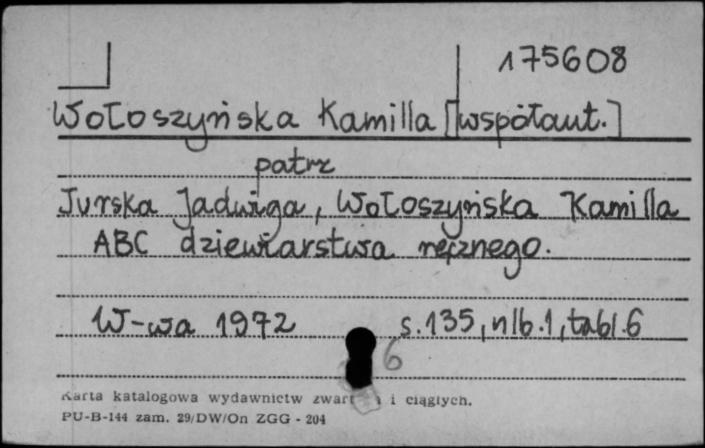 175608
Wołoszyńska Kamilla [współaut.]
patrz
Jurska Jadwiga, Wołoszyńska Kamilla
ABC dziewiarstwa ręcznego.
W-wa 1972 s.135, nlb.1, tabl.6
6
Karta katalogowa wydawnictw i ciągłych.
PU-B-144 zam. 29/DW/On ZGG - 204